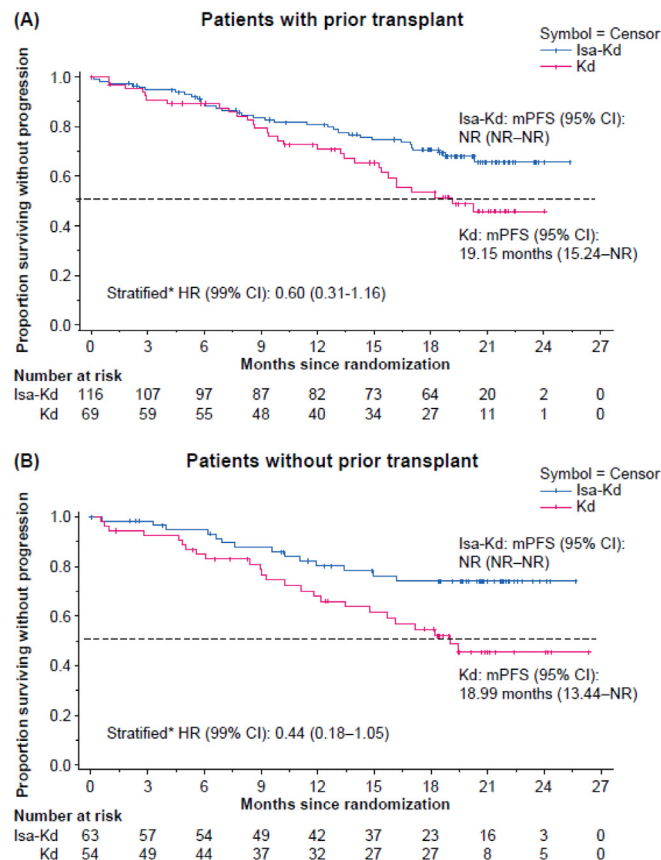 (A)
Patients with prior transplant
Symbol = Censor
Isa-Kd
Kd
Proportion surviving without progression
1.0
0.8
0.6
0.4
0.2
0.0
Isa-Kd: mPFS (95% CI):
NR (NR–NR)
Kd: mPFS (95% CI):
19.15 months (15.24–NR)
Stratified* HR (99% CI): 0.60 (0.31-1.16)
0 3 6 9 12 15 18 21 24 27
Months since randomization
Number at risk
Isa-Kd 116 107 97 87 82 73 64 20 2 0
Kd 69 59 55 48 40 34 27 11 1 0
(B)
Patients without prior transplant
Symbol = Censor
Isa-Kd
Kd
Proportion surviving without progression
1.0
0.8
0.6
0.4
0.2
0.0
Isa-Kd: mPFS (95% CI):
NR (NR–NR)
Kd: mPFS (95% CI):
18.99 months (13.44–NR)
Stratified* HR (99% CI): 0.44 (0.18–1.05)
0 3 6 9 12 15 18 21 24 27
Months since randomization
Number at risk
Isa-Kd 63 57 54 49 42 37 23 16 3 0
Kd 54 49 44 37 32 27 27 8 5 0